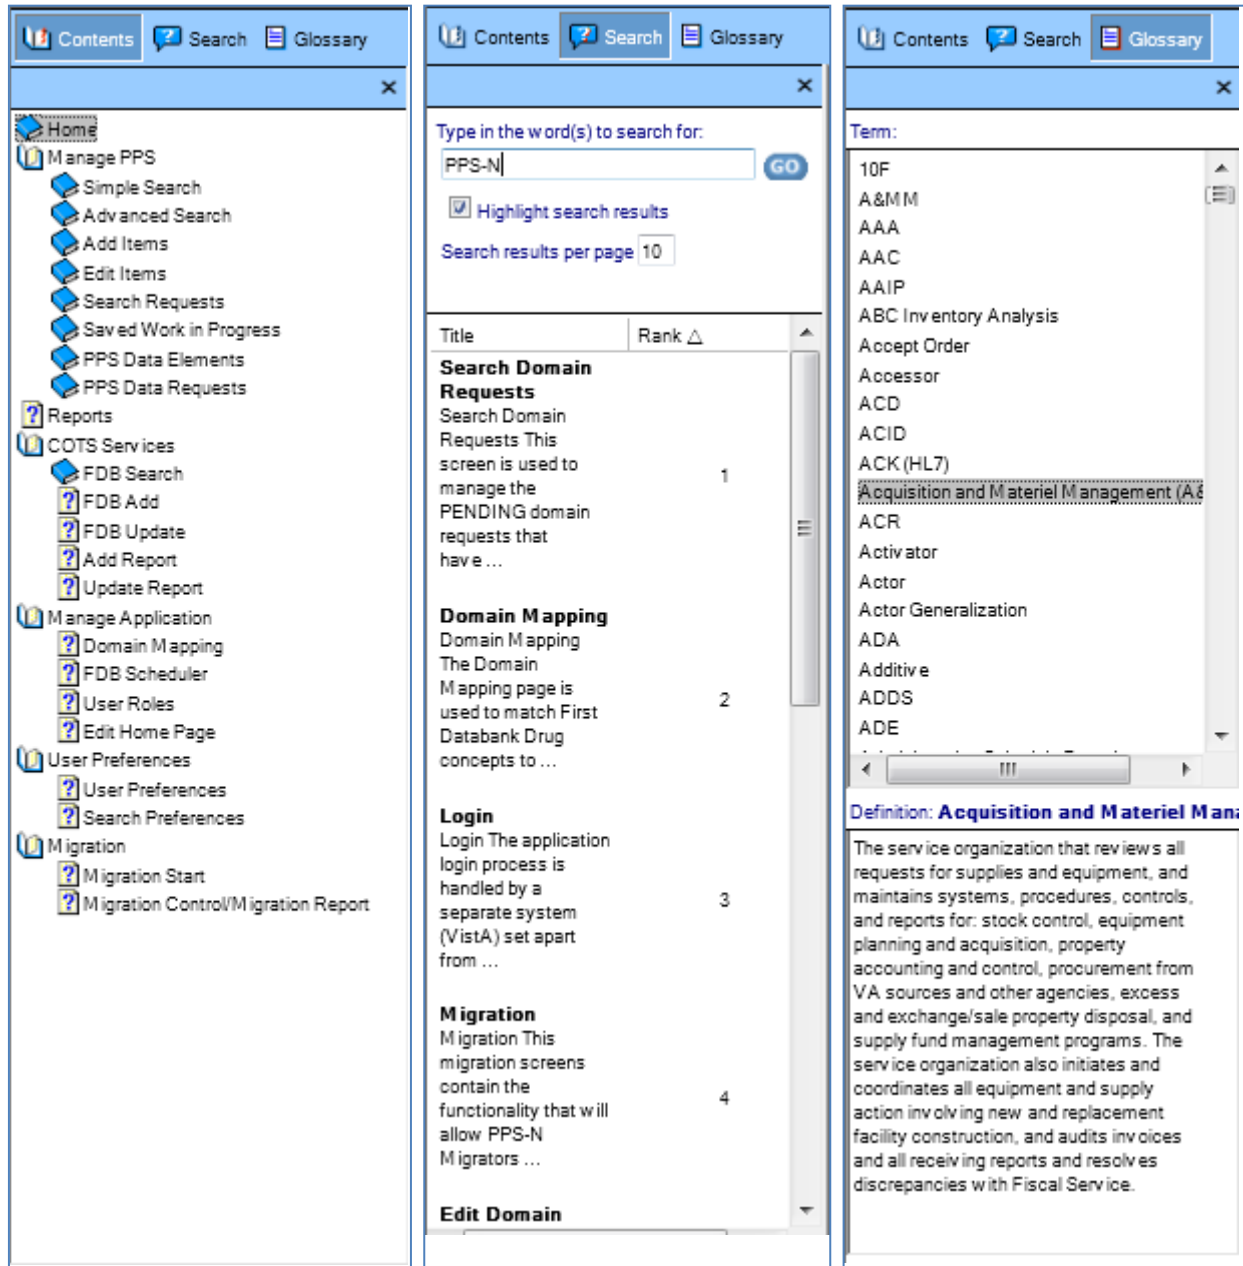 Contents Search Glossary
×
Home
Manage PPS
Simple Search
Advanced Search
Add Items
Edit Items
Search Requests
Saved Work in Progress
PPS Data Elements
PPS Data Requests
Reports
COTS Services
FDB Search
FDB Add
FDB Update
Add Report
Update Report
Manage Application
Domain Mapping
FDB Scheduler
User Roles
Edit Home Page
User Preferences
User Preferences
Search Preferences
Migration
Migration Start
Migration Control/Migration Report
Contents Search Glossary
×
Type in the word(s) to search for:
PPS-N GO
Highlight search results
Search results per page 10
Title Rank △
Search Domain
Requests
Search Domain
Requests This
screen is used to
manage the
PENDING domain
requests that
have ...
1
Domain Mapping
Domain Mapping
The Domain
Mapping page is
used to match First
Databank Drug
concepts to ...
2
Login
Login The application
login process is
handled by a
separate system
(VistA) set apart
from ...
3
Migration
Migration This
migration screens
contain the
functionality that will
allow PPS-N
Migrators ...
4
Edit Domain
Contents Search Glossary
×
Term:
10F
A&MM
AAA
AAC
AAIP
ABC Inventory Analysis
Accept Order
Accessor
ACD
ACID
ACK (HL7)
Acquisition and Materiel Management (A&
ACR
Activator
Actor
Actor Generalization
ADA
Additive
ADDS
ADE
Definition: Acquisition and Materiel Mana
The service organization that reviews all
requests for supplies and equipment, and
maintains systems, procedures, controls,
and reports for: stock control, equipment
planning and acquisition, property
accounting and control, procurement from
VA sources and other agencies, excess
and exchange/sale property disposal, and
supply fund management programs. The
service organization also initiates and
coordinates all equipment and supply
action involving new and replacement
facility construction, and audits invoices
and all receiving reports and resolves
discrepancies with Fiscal Service.